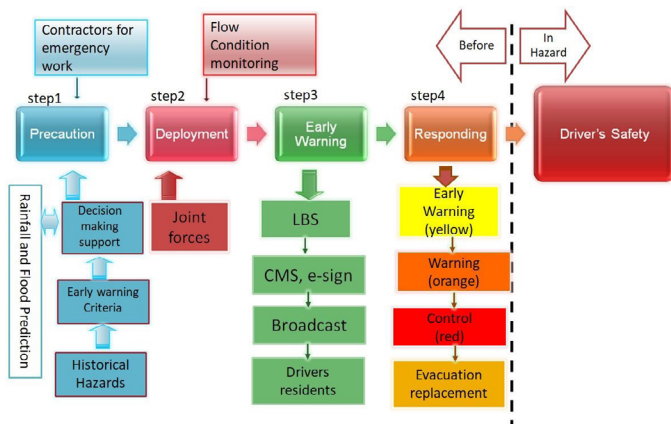 Contractors for
emergency
work
Flow
Condition
monitoring
Before
In
Hazard
step1
step2
step3
step4
Precaution
Deployment
Early
Warning
Responding
Driver's Safety
Rainfall and Flood Prediction
Decision
making
support
Early warning
Criteria
Historical
Hazards
Joint
forces
LBS
CMS, e-sign
Broadcast
Drivers
residents
Early
Warning
(yellow)
Warning
(orange)
Control
(red)
Evacuation
replacement